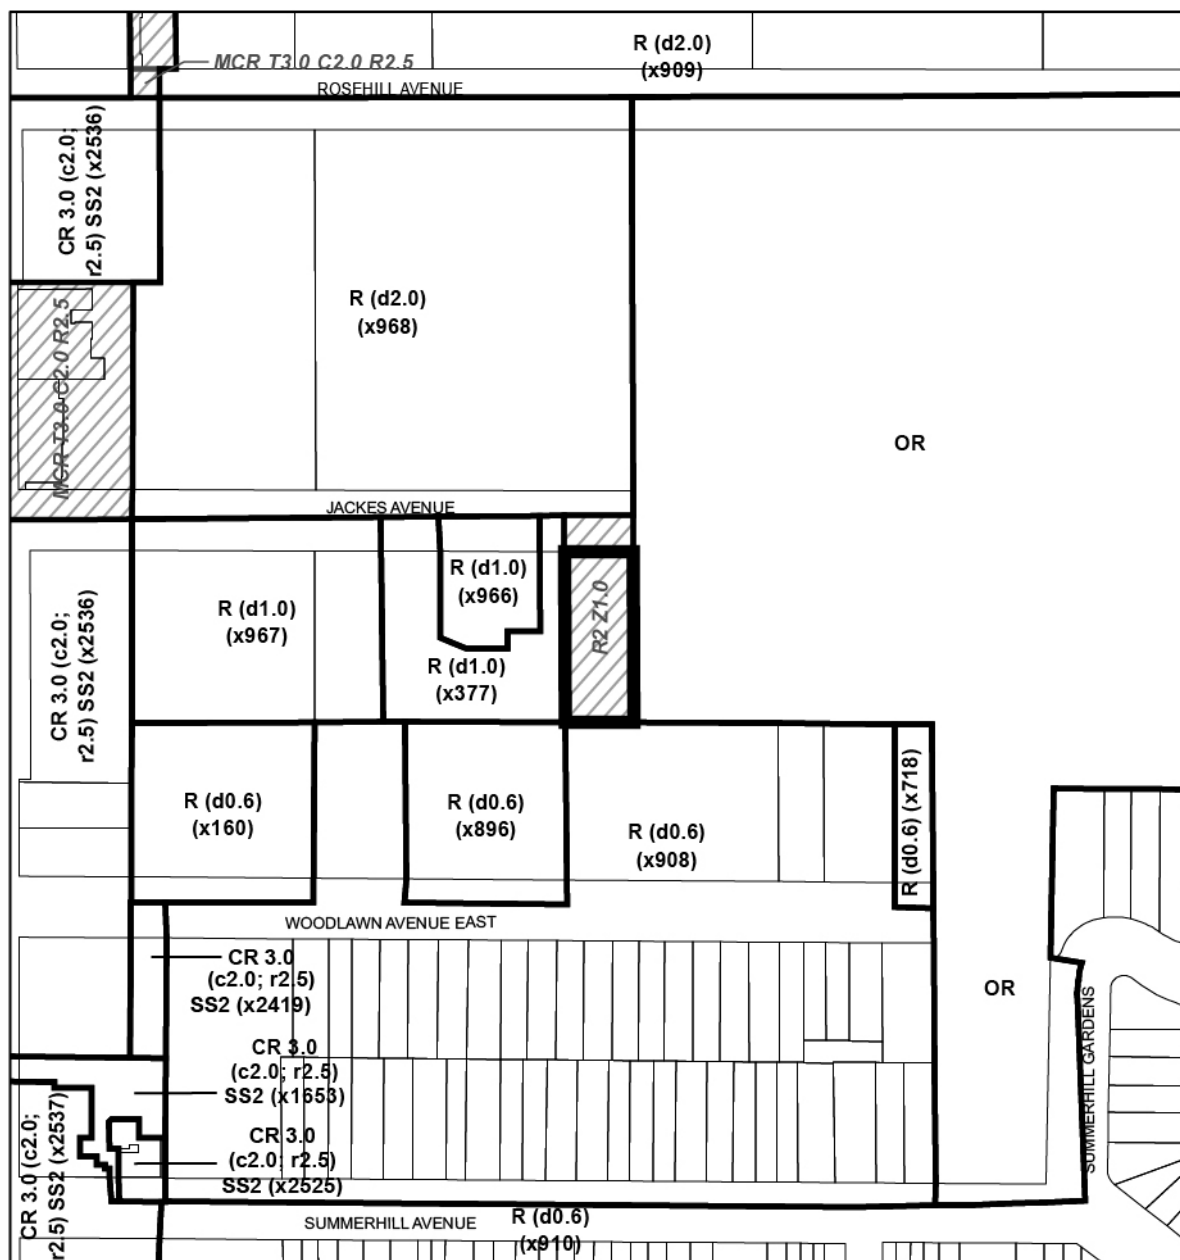 R (d2.0)
(x909)
MCR T3.0 C2.0 R2.5
ROSEHILL AVENUE
CR 3.0 (c2.0;
r2.5) SS2 (x2536)
R (d2.0)
(x968)
MCR T3.0 C2.0 R2.5
OR
JACKES AVENUE
R (d1.0)
(x966)
R (d1.0)
(x967)
R2 Z1.0
R (d1.0)
(x377)
CR 3.0 (c2.0;
r2.5) SS2 (x2536)
R (d0.6)
(x160)
R (d0.6)
(x896)
R (d0.6)
(x908)
R (d0.6) (x718)
WOODLAWN AVENUE EAST
CR 3.0
(c2.0; r2.5)
SS2 (x2419)
OR
SUMMERHILL GARDENS
CR 3.0
(c2.0; r2.5)
SS2 (x1653)
CR 3.0
(c2.0; r2.5)
SS2 (x2525)
CR 3.0 (c2.0;
r2.5) SS2 (x2537)
SUMMERHILL AVENUE
R (d0.6)
(x910)